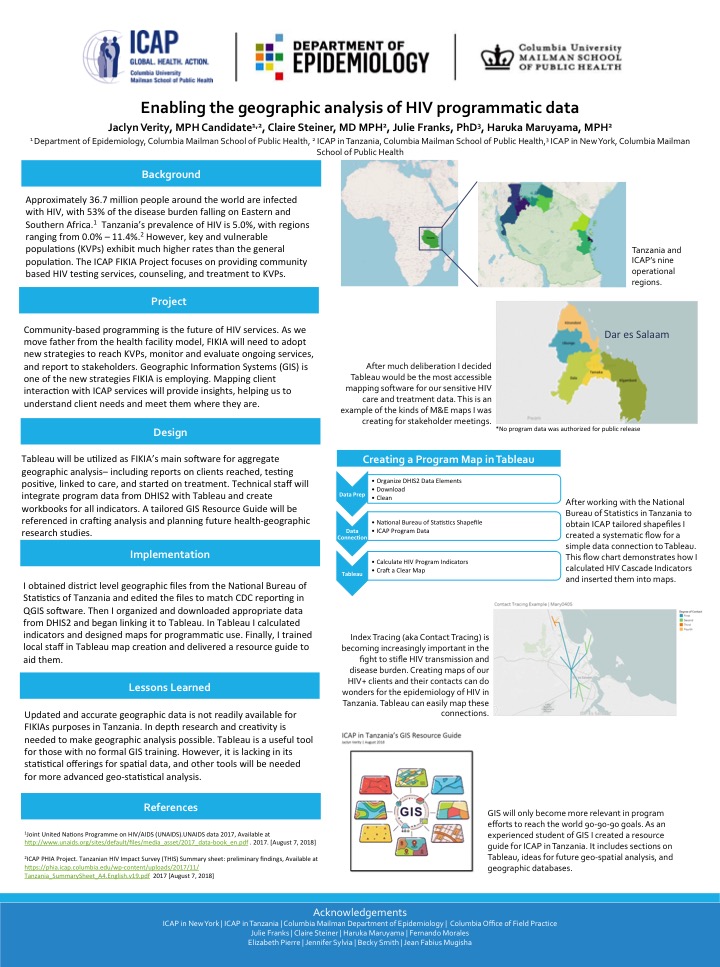 ICAP
GLOBAL. HEALTH. ACTION.
Columbia University
Mailman School of Public Health
DEPARTMENT OF
EPIDEMIOLOGY
Columbia University
MAILMAN SCHOOL
OF PUBLIC HEALTH
Enabling the geographic analysis of HIV programmatic data
Jaclyn Verity, MPH Candidate¹,², Claire Steiner, MD MPH², Julie Franks, PhD³, Haruka Maruyama, MPH²
¹ Department of Epidemiology, Columbia Mailman School of Public Health, ² ICAP in Tanzania, Columbia Mailman School of Public Health,³ ICAP in New York, Columbia Mailman
School of Public Health
Background
Approximately 36.7 million people around the world are infected
with HIV, with 53% of the disease burden falling on Eastern and
Southern Africa.¹ Tanzania's prevalence of HIV is 5.0%, with regions
ranging from 0.0% – 11.4%.² However, key and vulnerable
populations (KVPs) exhibit much higher rates than the general
population. The ICAP FIKIA Project focuses on providing community
based HIV testing services, counseling, and treatment to KVPs.
Project
Community-based programming is the future of HIV services. As we
move father from the health facility model, FIKIA will need to adopt
new strategies to reach KVPs, monitor and evaluate ongoing services,
and report to stakeholders. Geographic Information Systems (GIS) is
one of the new strategies FIKIA is employing. Mapping client
interaction with ICAP services will provide insights, helping us to
understand client needs and meet them where they are.
Design
Tableau will be utilized as FIKIA's main software for aggregate
geographic analysis– including reports on clients reached, testing
positive, linked to care, and started on treatment. Technical staff will
integrate program data from DHIS2 with Tableau and create
workbooks for all indicators. A tailored GIS Resource Guide will be
referenced in crafting analysis and planning future health-geographic
research studies.
Implementation
I obtained district level geographic files from the National Bureau of
Statistics of Tanzania and edited the files to match CDC reporting in
QGIS software. Then I organized and downloaded appropriate data
from DHIS2 and began linking it to Tableau. In Tableau I calculated
indicators and designed maps for programmatic use. Finally, I trained
local staff in Tableau map creation and delivered a resource guide to
aid them.
Lessons Learned
Updated and accurate geographic data is not readily available for
FIKIAs purposes in Tanzania. In depth research and creativity is
needed to make geographic analysis possible. Tableau is a useful tool
for those with no formal GIS training. However, it is lacking in its
statistical offerings for spatial data, and other tools will be needed
for more advanced geo-statistical analysis.
References
¹Joint United Nations Programme on HIV/AIDS (UNAIDS).UNAIDS data 2017, Available at
http://www.unaids.org/sites/default/files/media_asset/2017_data-book_en.pdf . 2017. [August 7, 2018]
²ICAP PHIA Project. Tanzanian HIV Impact Survey (THIS) Summary sheet: preliminary findings, Available at
https://phia.icap.columbia.edu/wp-content/uploads/2017/11/
Tanzania_SummarySheet_A4.English.v19.pdf 2017 [August 7, 2018]
Tanzania and
ICAP's nine
operational
regions.
Dar es Salaam
After much deliberation I decided
Tableau would be the most accessible
mapping software for our sensitive HIV
care and treatment data. This is an
example of the kinds of M&E maps I was
creating for stakeholder meetings.
*No program data was authorized for public release
Creating a Program Map in Tableau
Data Prep
• Organize DHIS2 Data Elements
• Download
• Clean
Data
Connection
• National Bureau of Statistics Shapefile
• ICAP Program Data
Tableau
• Calculate HIV Program Indicators
• Craft a Clear Map
After working with the National
Bureau of Statistics in Tanzania to
obtain ICAP tailored shapefiles I
created a systematic flow for a
simple data connection to Tableau.
This flow chart demonstrates how I
calculated HIV Cascade Indicators
and inserted them into maps.
Contact Tracing Example | Mary0405
Index Tracing (aka Contact Tracing) is
becoming increasingly important in the
fight to stifle HIV transmission and
disease burden. Creating maps of our
HIV+ clients and their contacts can do
wonders for the epidemiology of HIV in
Tanzania. Tableau can easily map these
connections.
ICAP in Tanzania's GIS Resource Guide
Jaclyn Verity | August 2018
GIS
GIS will only become more relevant in program
efforts to reach the world 90-90-90 goals. As an
experienced student of GIS I created a resource
guide for ICAP in Tanzania. It includes sections on
Tableau, ideas for future geo-spatial analysis, and
geographic databases.
Acknowledgements
ICAP in New York | ICAP in Tanzania | Columbia Mailman Department of Epidemiology | Columbia Office of Field Practice
Julie Franks | Claire Steiner | Haruka Maruyama | Fernando Morales
Elizabeth Pierre | Jennifer Sylvia | Becky Smith | Jean Fabius Mugisha